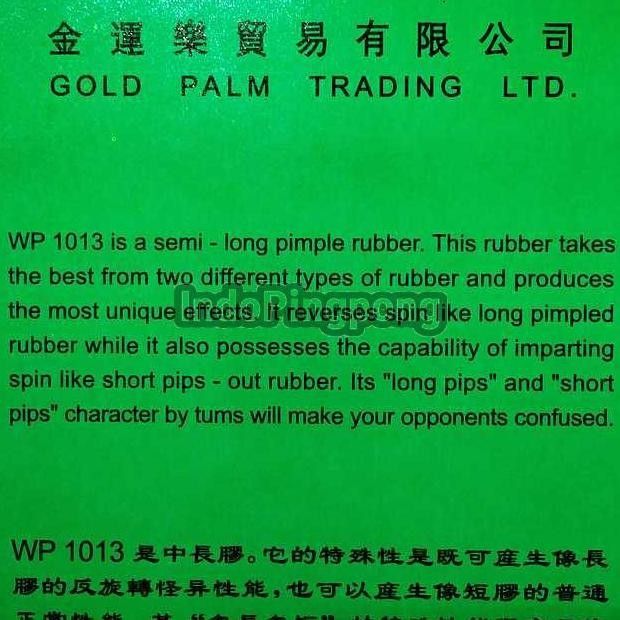 金運樂貿易有限公司
GOLD PALM TRADING LTD.
WP 1013 is a semi - long pimple rubber. This rubber takes
the best from two different types of rubber and produces
the most unique effects. It reverses spin like long pimpled
IndoPingpong
rubber while it also possesses the capability of imparting
spin like short pips - out rubber. Its "long pips" and "short
pips" character by tums will make your opponents confused.
WP 1013 是中長膠。它的特殊性是既可産生像長
膠的反旋轉怪异性能，也可以産生像短膠的普通